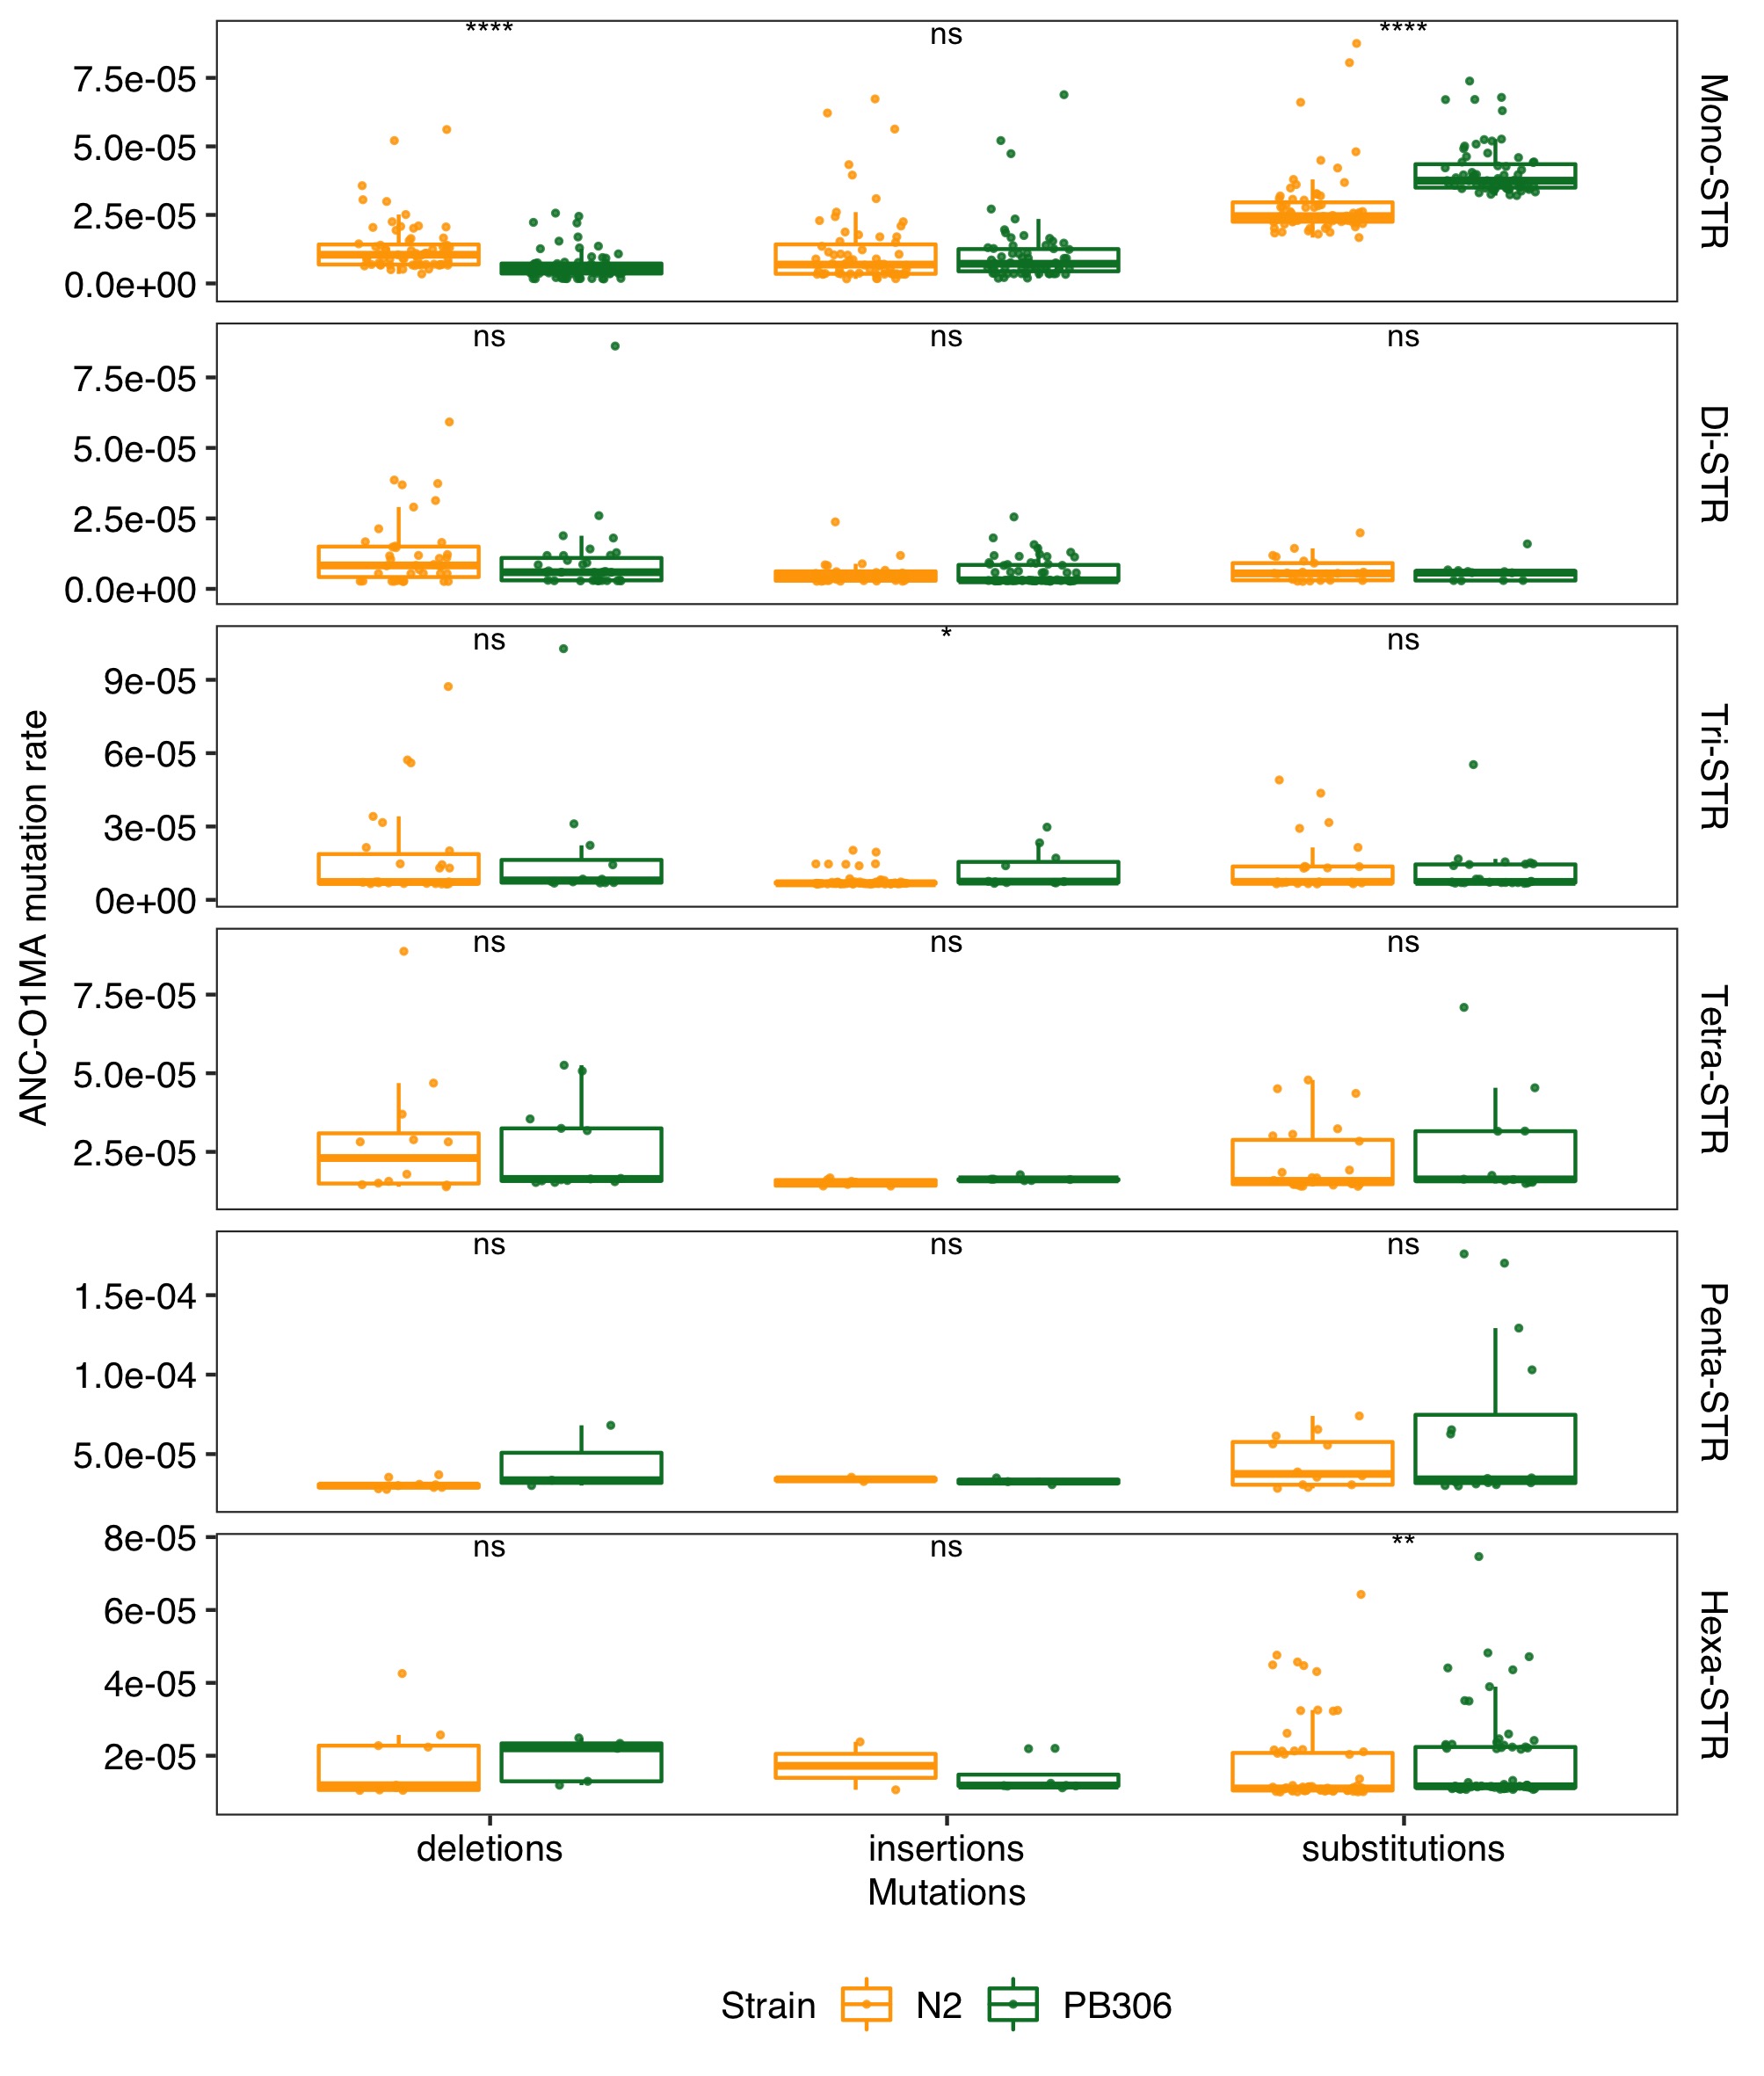 ANC-O1MA mutation rate
**** ns ****
7.5e-05
5.0e-05
2.5e-05
0.0e+00
Mono-STR
ns ns ns
7.5e-05
5.0e-05
2.5e-05
0.0e+00
Di-STR
ns * ns
9e-05
6e-05
3e-05
0e+00
Tri-STR
ns ns ns
7.5e-05
5.0e-05
2.5e-05
Tetra-STR
ns ns ns
1.5e-04
1.0e-04
5.0e-05
Penta-STR
ns ns **
8e-05
6e-05
4e-05
2e-05
Hexa-STR
deletions insertions substitutions
Mutations
Strain N2 PB306